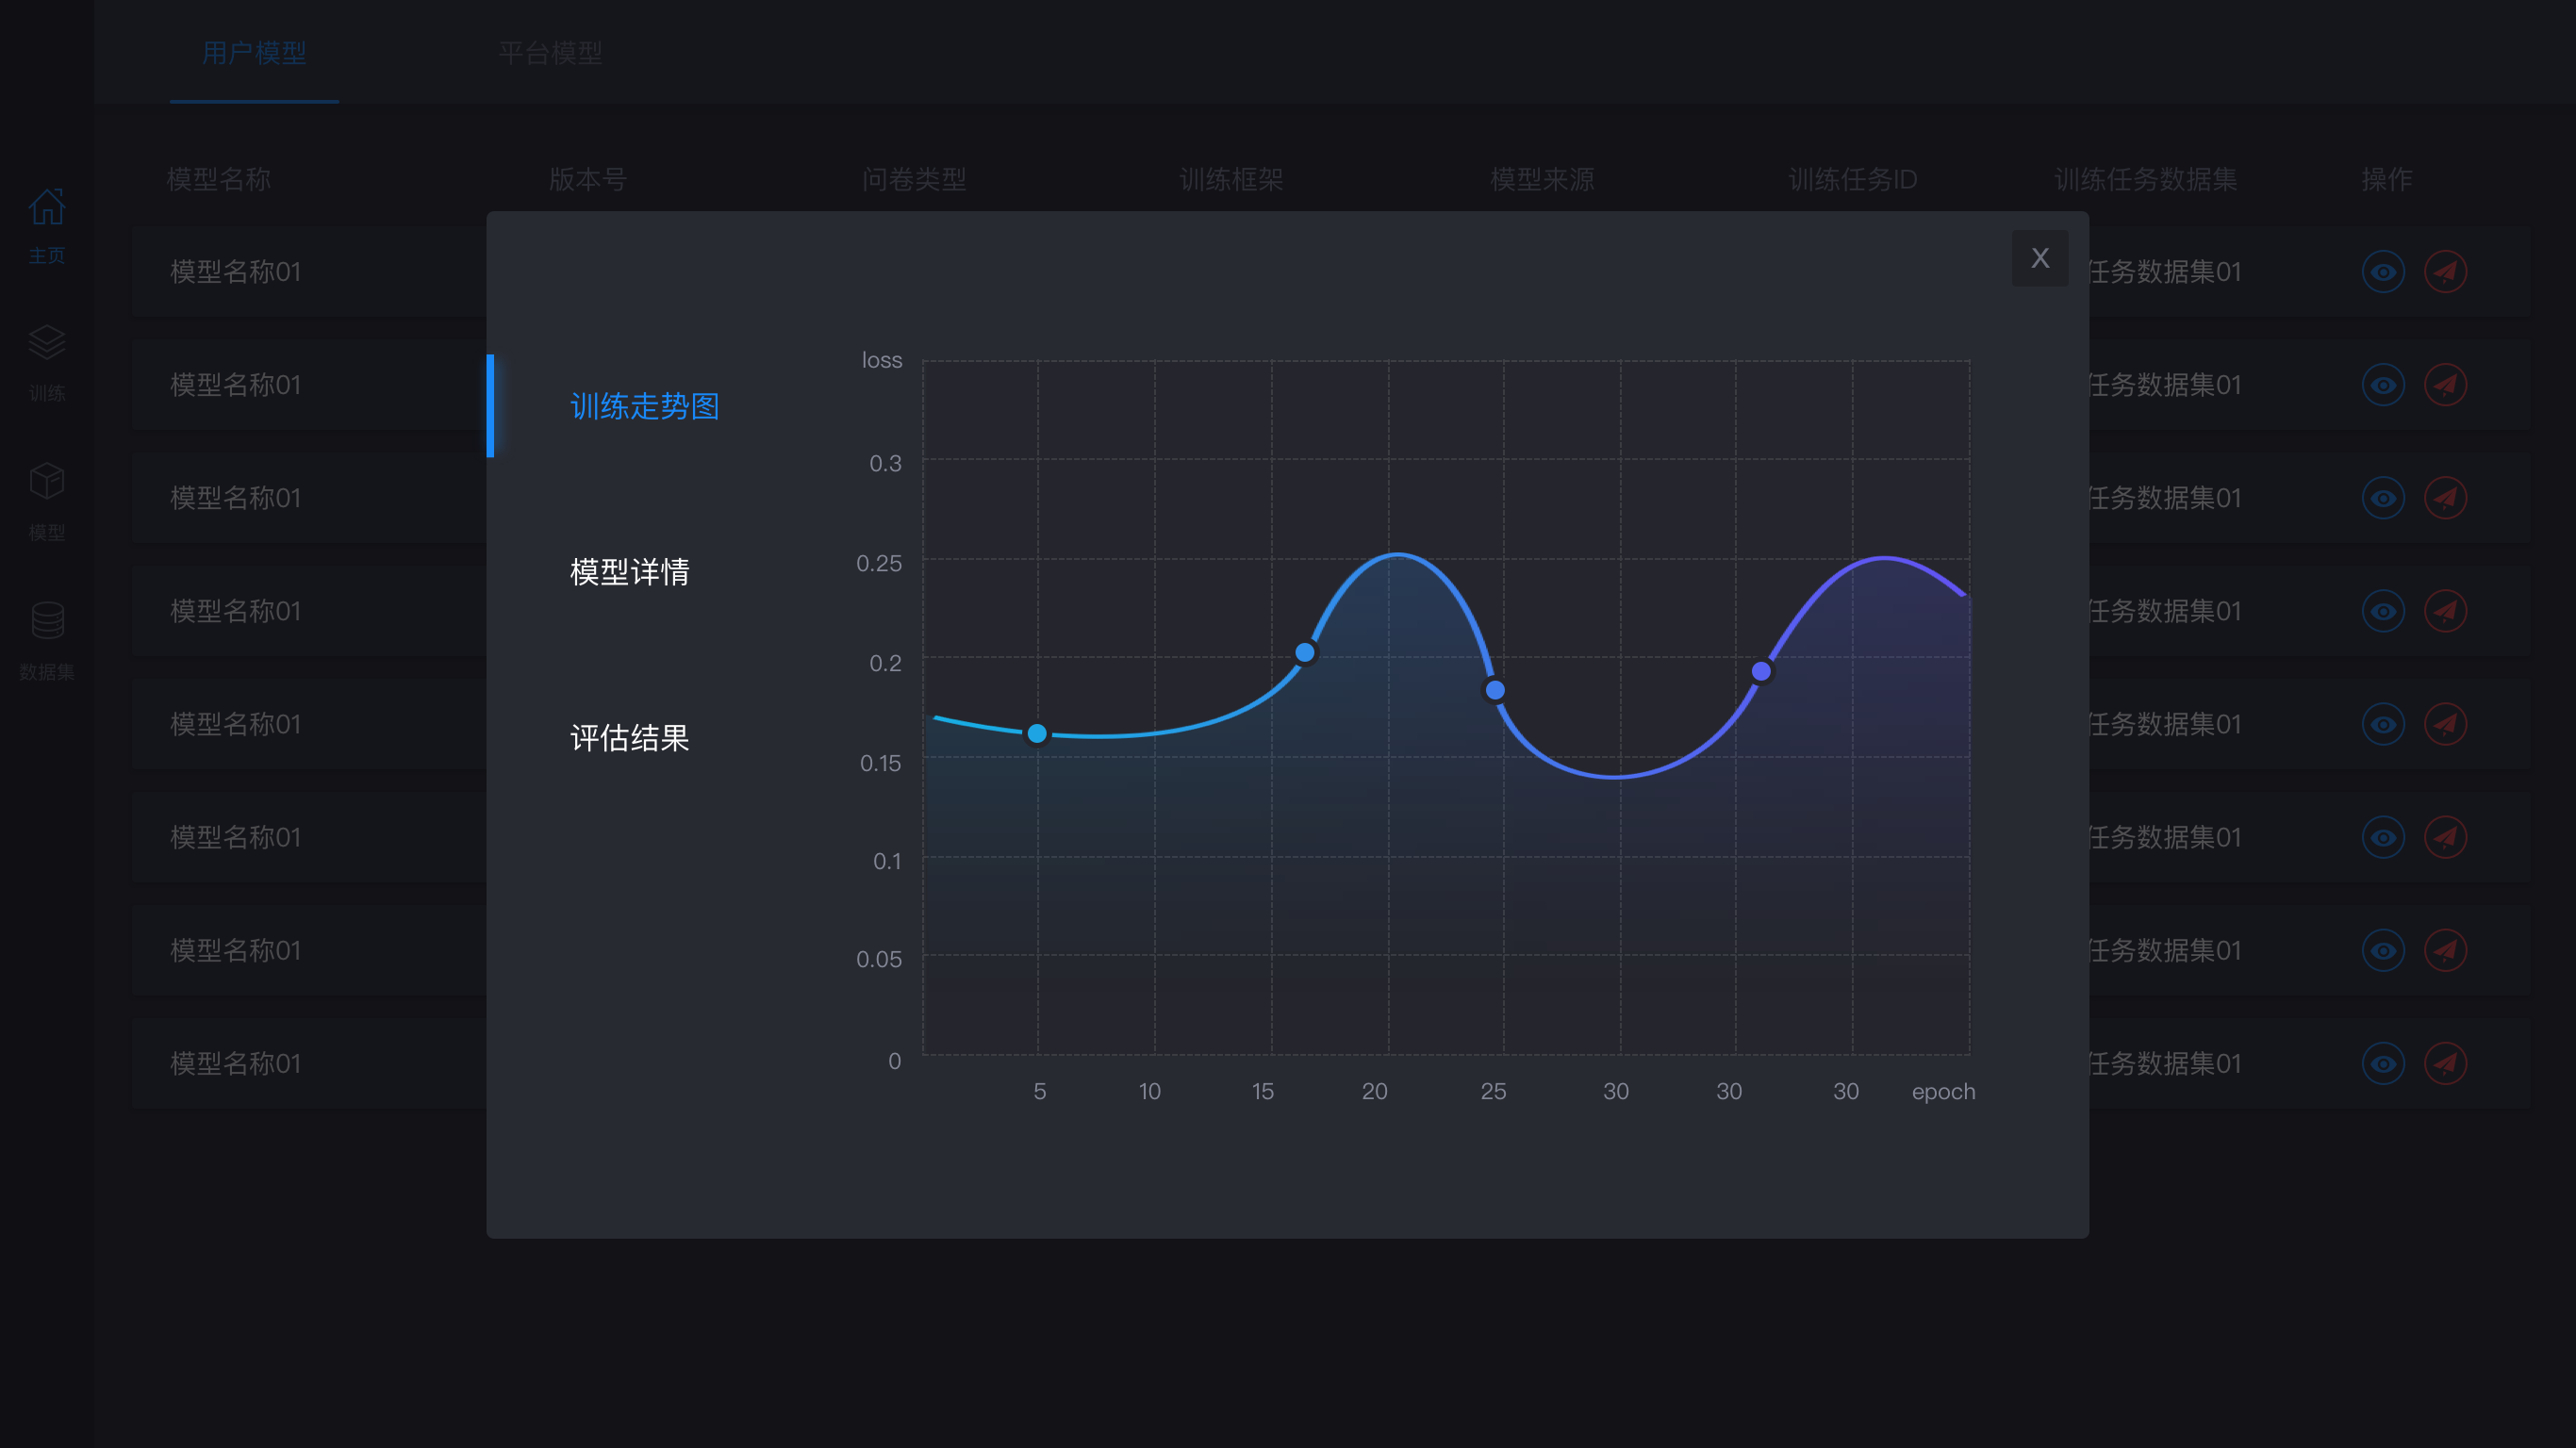 用户模型 平台模型
模型名称 版本号 问卷类型 训练框架 模型来源 训练任务ID 训练任务数据集 操作
主页
训练
模型
数据集
模型名称01 任务数据集01
模型名称01 任务数据集01
模型名称01 任务数据集01
模型名称01 任务数据集01
模型名称01 任务数据集01
模型名称01 任务数据集01
模型名称01 任务数据集01
模型名称01 任务数据集01
X
训练走势图
模型详情
评估结果
loss
0.3
0.25
0.2
0.15
0.1
0.05
0
5 10 15 20 25 30 30 30 epoch